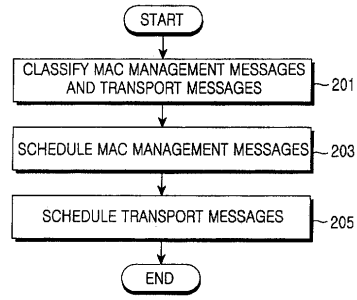 START
CLASSIFY MAC MANAGEMENT MESSAGES
AND TRANSPORT MESSAGES
201
SCHEDULE MAC MANAGEMENT MESSAGES
203
SCHEDULE TRANSPORT MESSAGES
205
END